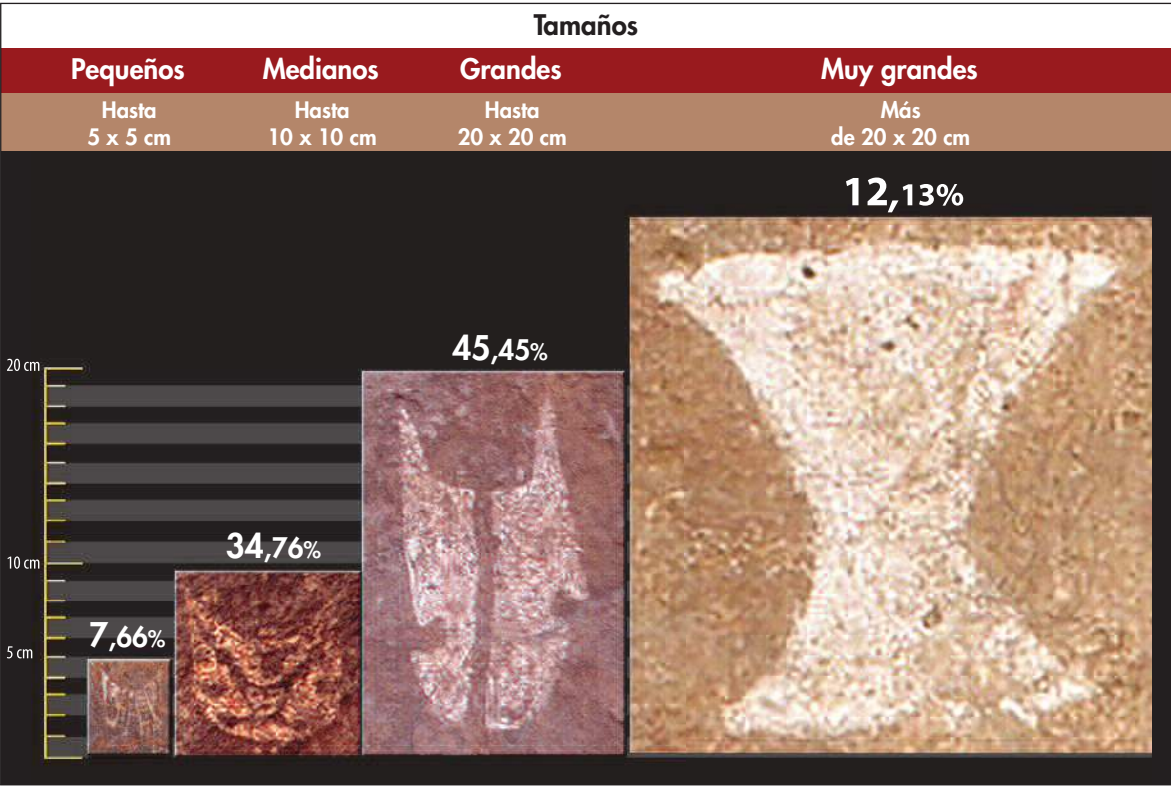 Tamaños
Pequeños Medianos Grandes Muy grandes
Hasta Hasta Hasta Más
5 x 5 cm 10 x 10 cm 20 x 20 cm de 20 x 20 cm
12,13%
45,45%
20 cm
34,76%
10 cm
7,66%
5 cm